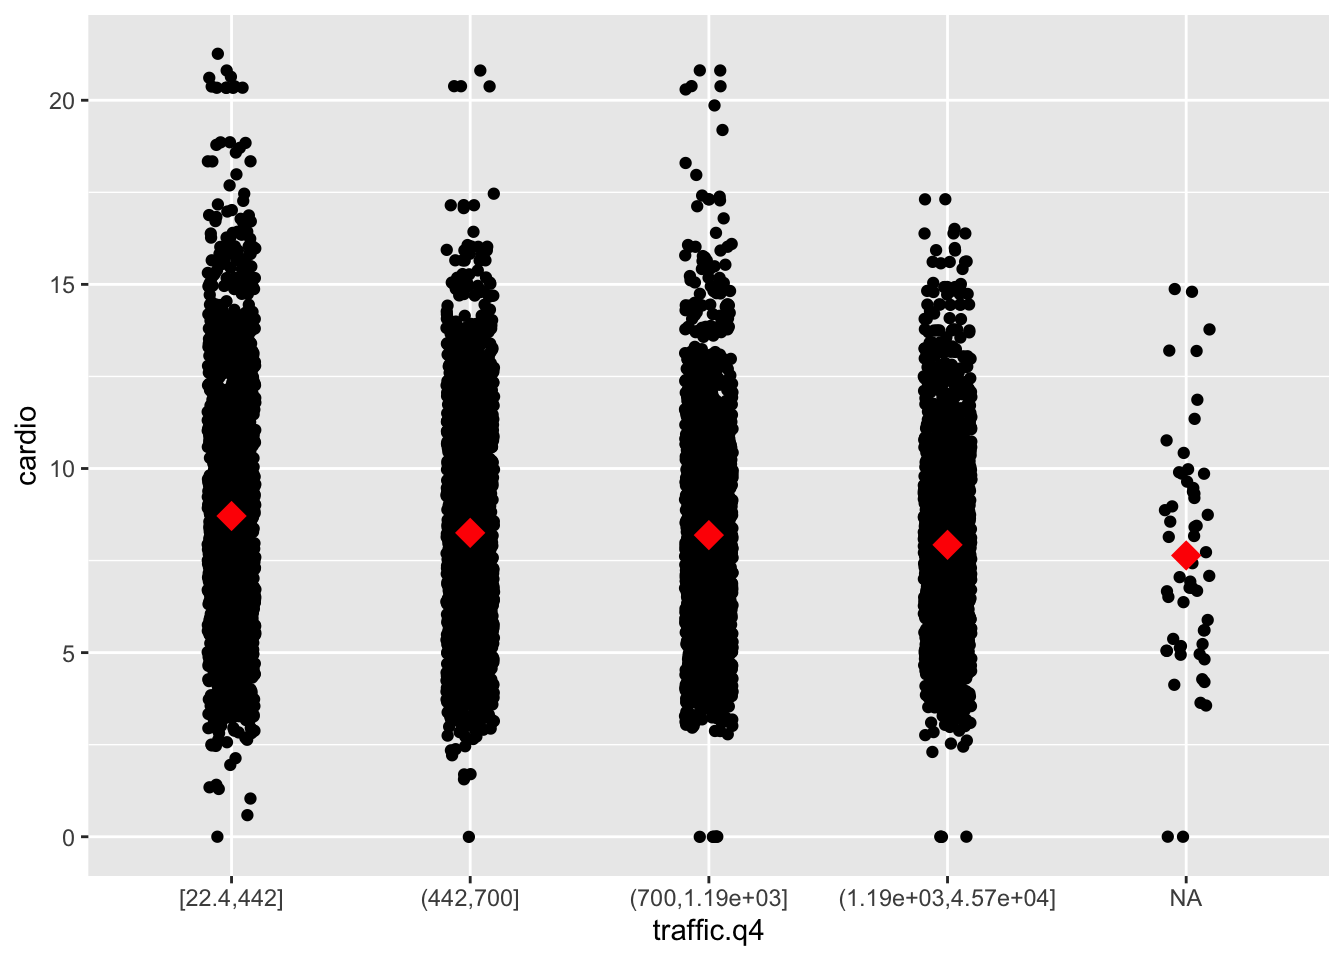 20
15
10
5
0
cardio
[22.4,442]
(442,700]
(700,1.19e+03]
(1.19e+03,4.57e+04]
NA
traffic.q4